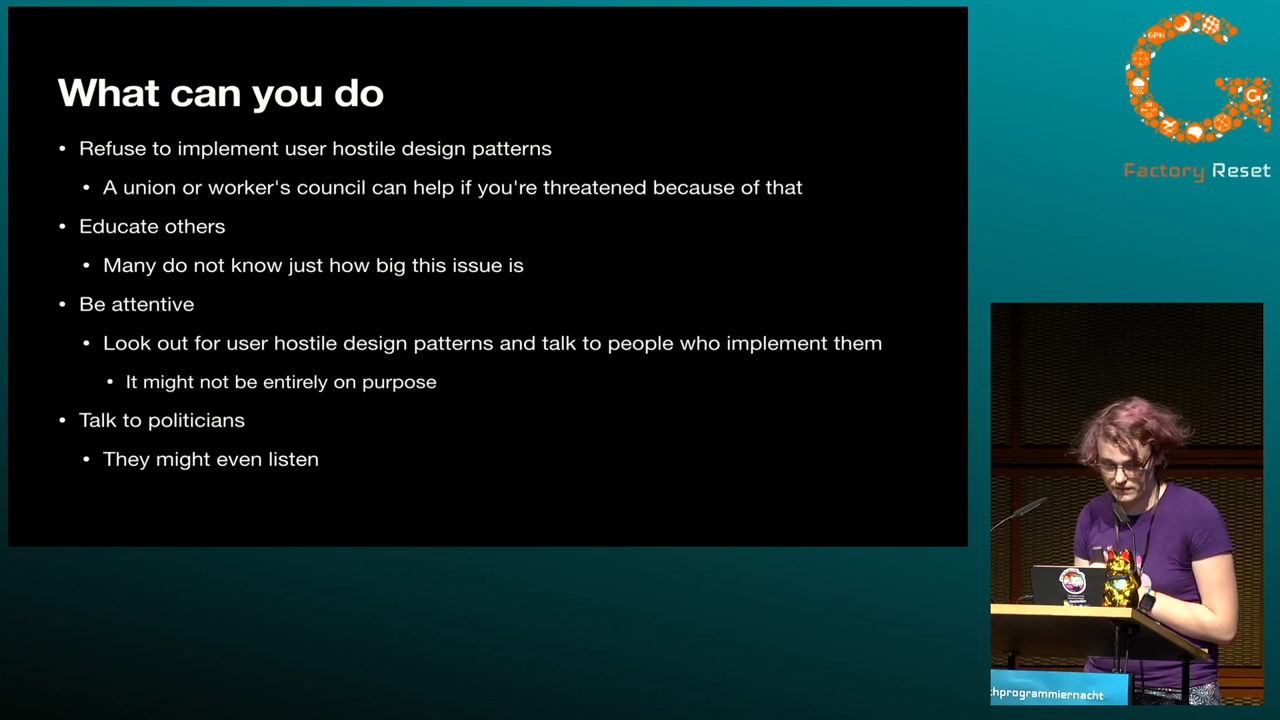 What can you do
• Refuse to implement user hostile design patterns
• A union or worker's council can help if you're threatened because of that
• Educate others
• Many do not know just how big this issue is
• Be attentive
• Look out for user hostile design patterns and talk to people who implement them
• It might not be entirely on purpose
• Talk to politicians
• They might even listen
GPN
Factory Reset
chprogrammiernacht